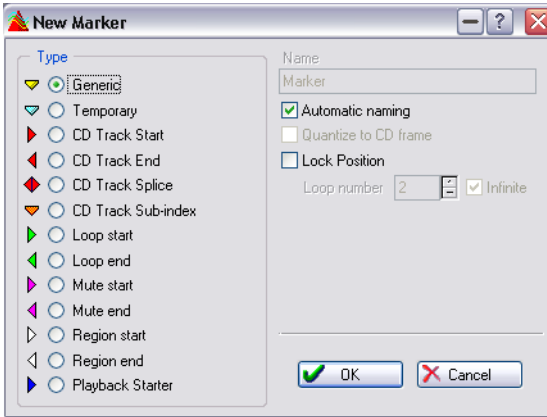 New Marker
Type
Generic
Temporary
CD Track Start
CD Track End
CD Track Splice
CD Track Sub-index
Loop start
Loop end
Mute start
Mute end
Region start
Region end
Playback Starter
Name
Marker
Automatic naming
Quantize to CD frame
Lock Position
Loop number 2 Infinite
OK Cancel